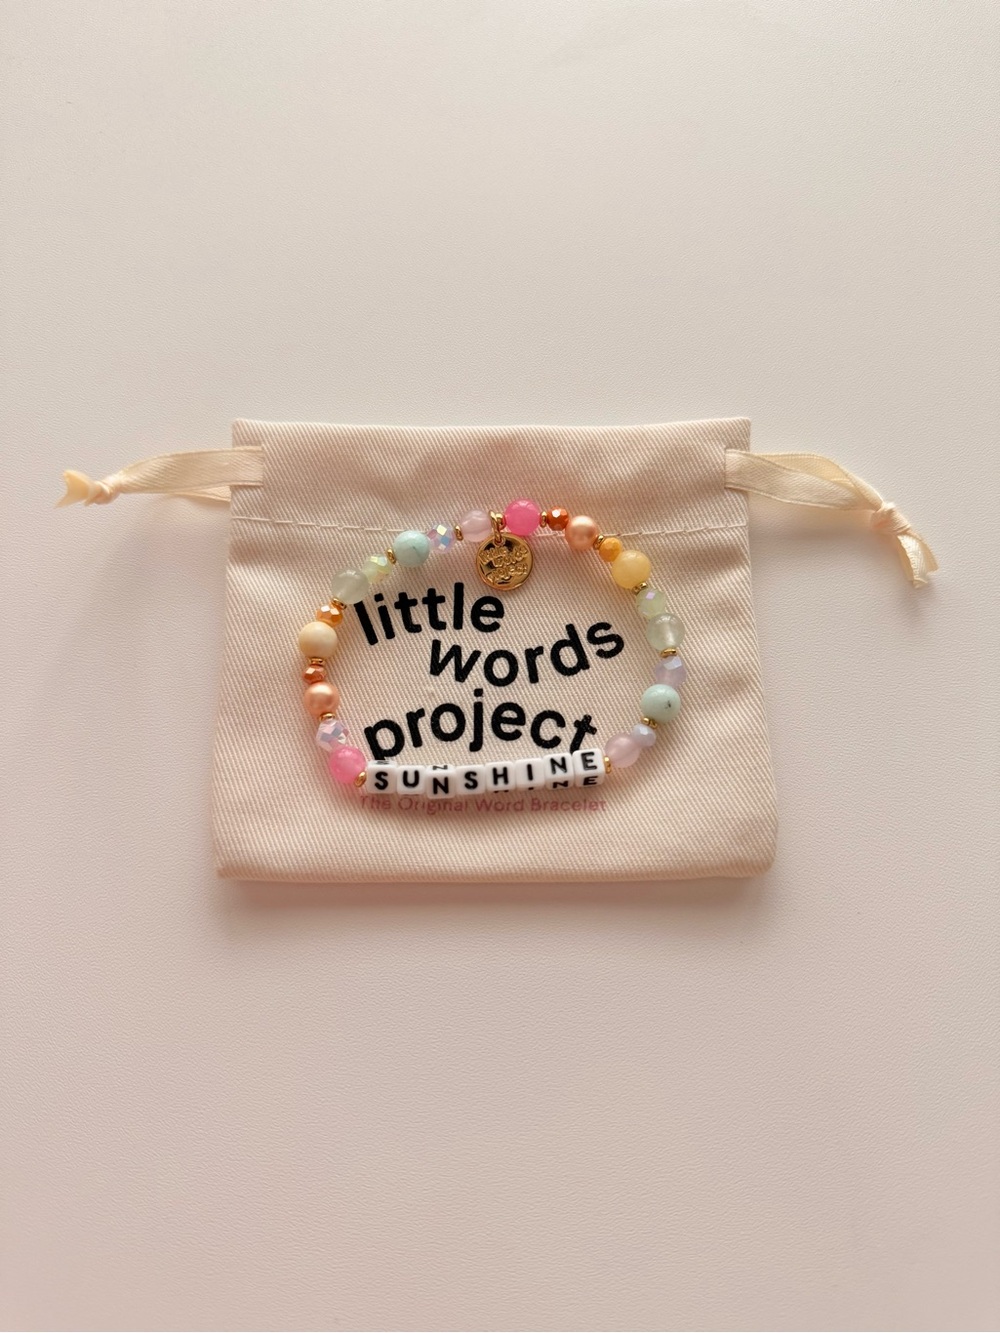 little
words
project
SUNSHINE
The Original Word Bracelet